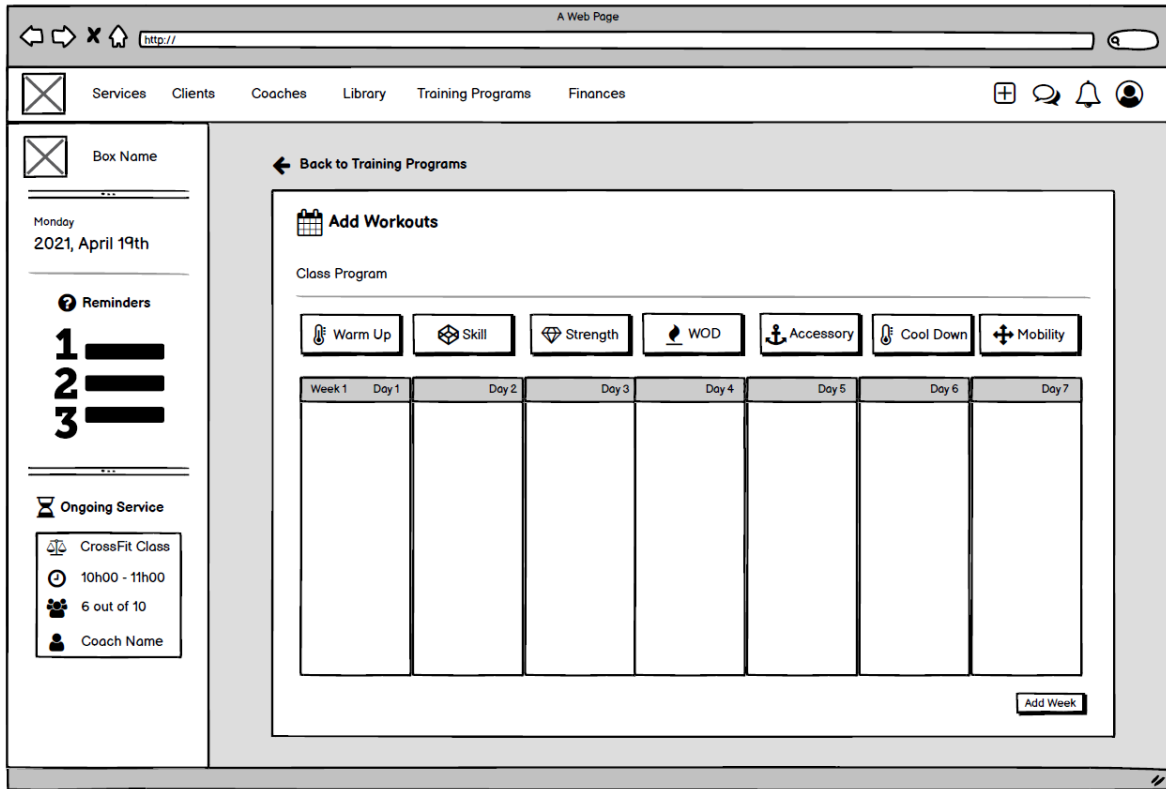 A Web Page
http://
Services Clients Coaches Library Training Programs Finances
Box Name
Monday
2021, April 19th
? Reminders
1
2
3
Ongoing Service
CrossFit Class
10h00 - 11h00
6 out of 10
Coach Name
Back to Training Programs
Add Workouts
Class Program
Warm Up Skill Strength WOD Accessory Cool Down Mobility
Week 1 Day 1 Day 2 Day 3 Day 4 Day 5 Day 6 Day 7
Add Week